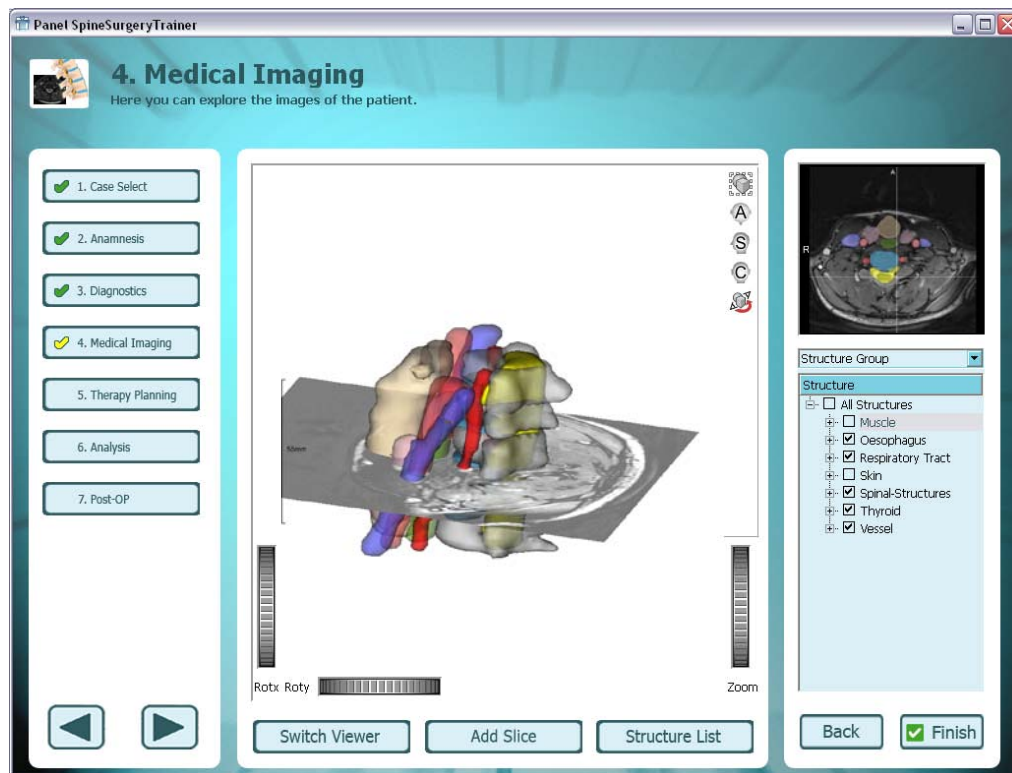 Panel SpineSurgeryTrainer
4. Medical Imaging
Here you can explore the images of the patient.
1. Case Select
2. Anamnesis
3. Diagnostics
4. Medical Imaging
5. Therapy Planning
6. Analysis
7. Post-OP
A
S
C
50mm
Rotx Roty
Zoom
Switch Viewer
Add Slice
Structure List
A
R
Structure Group
Structure
All Structures
Muscle
Oesophagus
Respiratory Tract
Skin
Spinal-Structures
Thyroid
Vessel
Back
Finish